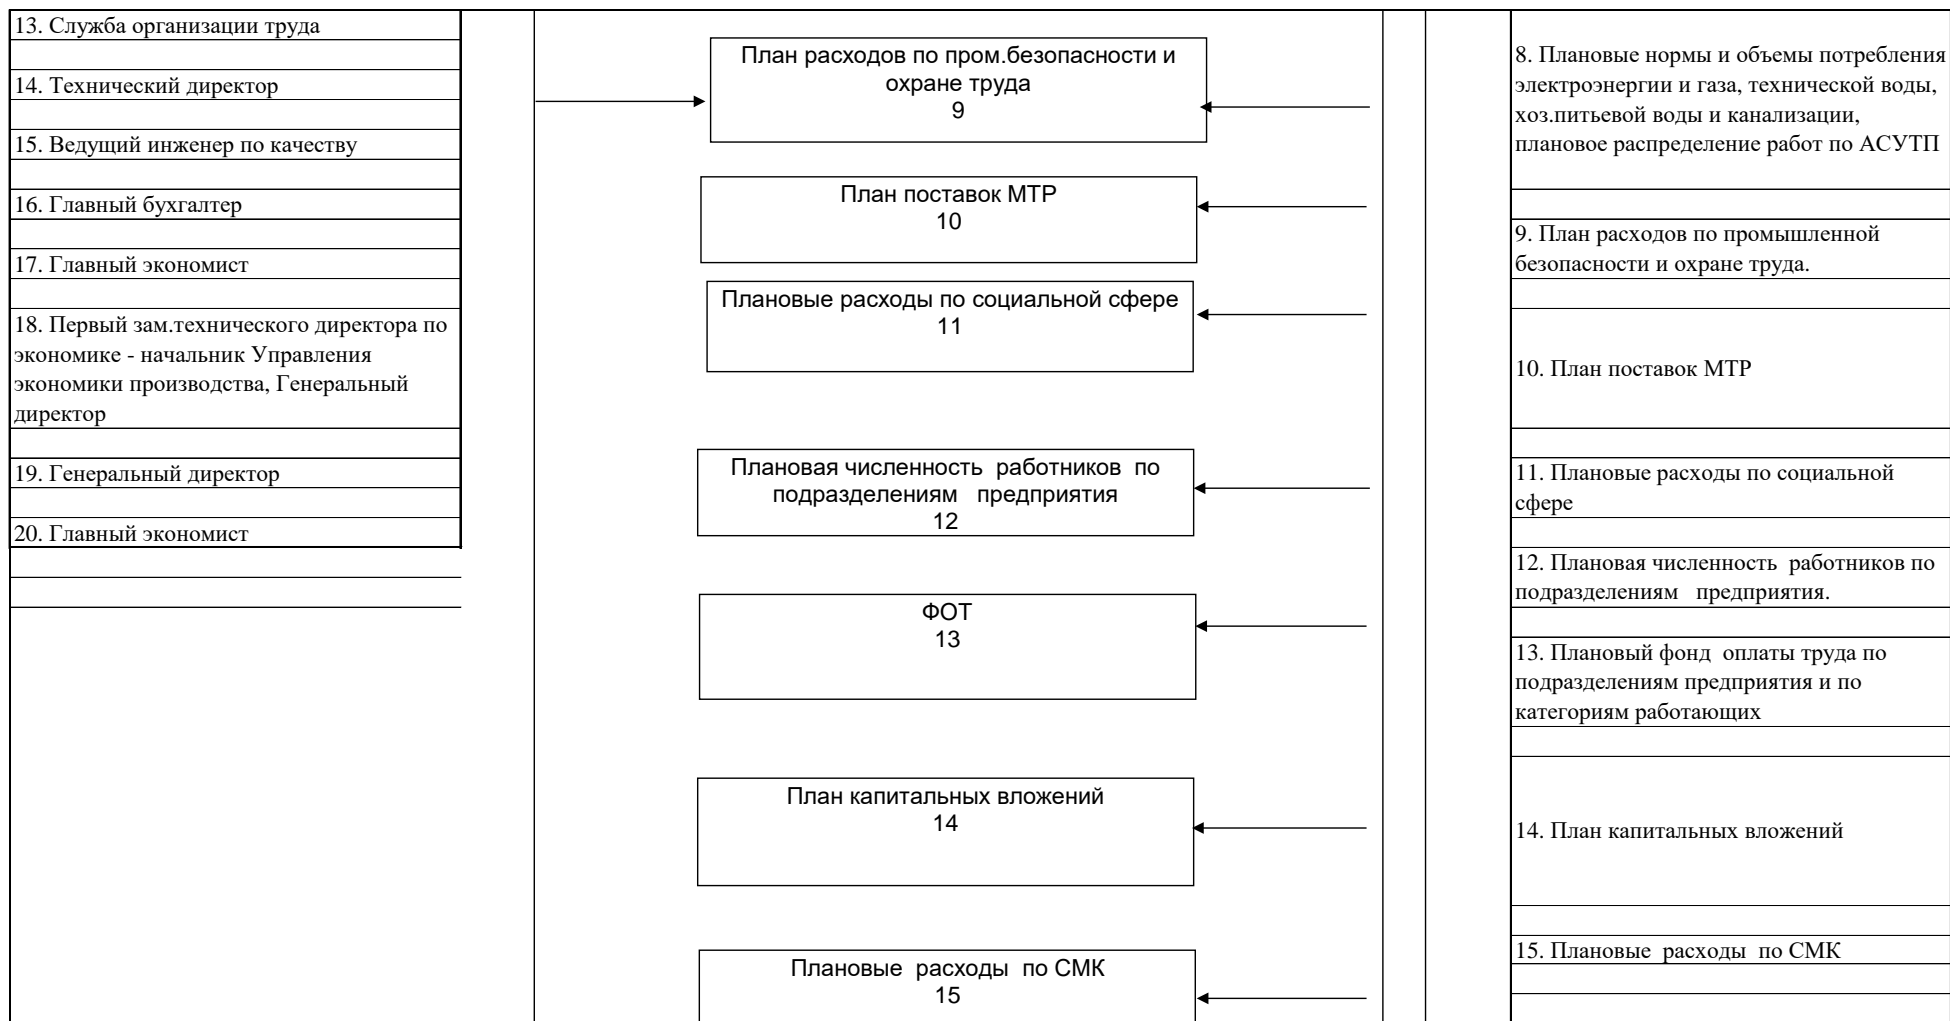 13. Служба организации труда
14. Технический директор
15. Ведущий инженер по качеству
16. Главный бухгалтер
17. Главный экономист
18. Первый зам.технического директора по
экономике - начальник Управления
экономики производства, Генеральный
директор
19. Генеральный директор
20. Главный экономист
План расходов по пром.безопасности и
охране труда
9
План поставок МТР
10
Плановые расходы по социальной сфере
11
Плановая численность  работников  по
подразделениям   предприятия
12
ФОТ
13
План капитальных вложений
14
Плановые  расходы  по СМК
15
8. Плановые нормы и объемы потребления
электроэнергии и газа, технической воды,
хоз.питьевой воды и канализации,
плановое распределение работ по АСУТП
9. План расходов по промышленной
безопасности и охране труда.
10. План поставок МТР
11. Плановые расходы по социальной
сфере
12. Плановая численность  работников по
подразделениям   предприятия.
13. Плановый фонд  оплаты труда по
подразделениям предприятия и по
категориям работающих
14. План капитальных вложений
15. Плановые  расходы  по СМК